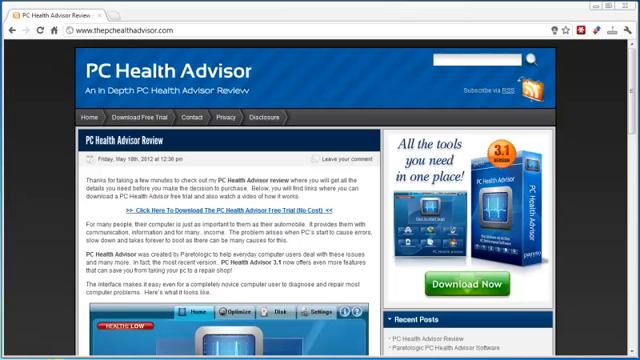 PC Health Advisor Review
www.thepchealthadvisor.com
PC Health Advisor
An In Depth PC Health Advisor Review
Subscribe via RSS
Home
Download Free Trial
Contact
Privacy
Disclosure
PC Health Advisor Review
Friday, May 18th, 2012 at 12:36 pm
Leave your comment
Thanks for taking a few minutes to check out my PC Health Advisor review where you will get all the
details you need before you make the decision to purchase. Below, you will find links where you can
download a PC Health Advisor free trial and also watch a video of how it works.
>> Click Here To Download The PC Health Advisor Free Trial (No Cost) <<
For many people, their computer is just as important to them as their automobile. It provides them with
communication, information and for many, income. The problem arises when PC's start to cause errors,
slow down and takes forever to boot as there can be many causes for this.
PC Health Advisor was created by Paretologic to help everyday computer users deal with these issues
and many more. In fact, the most recent version, PC Health Advisor 3.1 now offers even more features
that can save you from taking your pc to a repair shop!
The interface makes it easy even for a completely novice computer user to diagnose and repair most
computer problems. Here's what it looks like.
Home
Optimize
Disk
Settings
HEALTH: LOW
All the tools
you need
in one place!
3.1
PC Health Advisor
Download Now
Recent Posts
PC Health Advisor Review
Paretologic PC Health Advisor Software